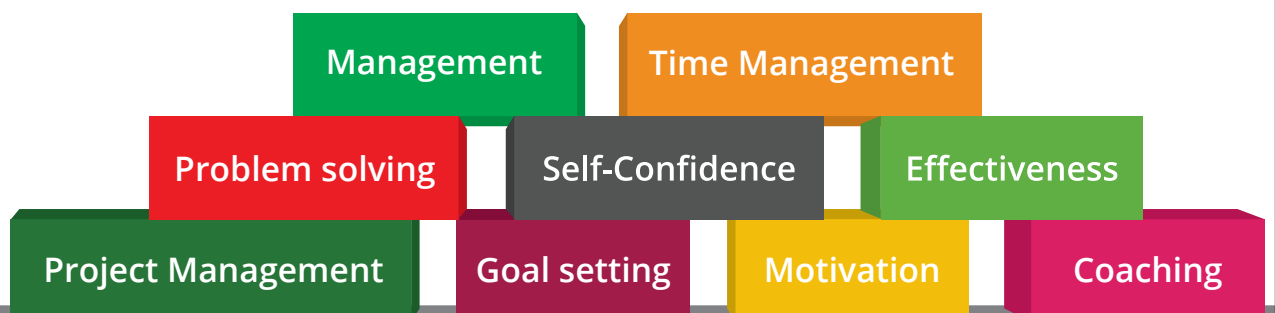 Management
Time Management
Problem solving
Self-Confidence
Effectiveness
Project Management
Goal setting
Motivation
Coaching